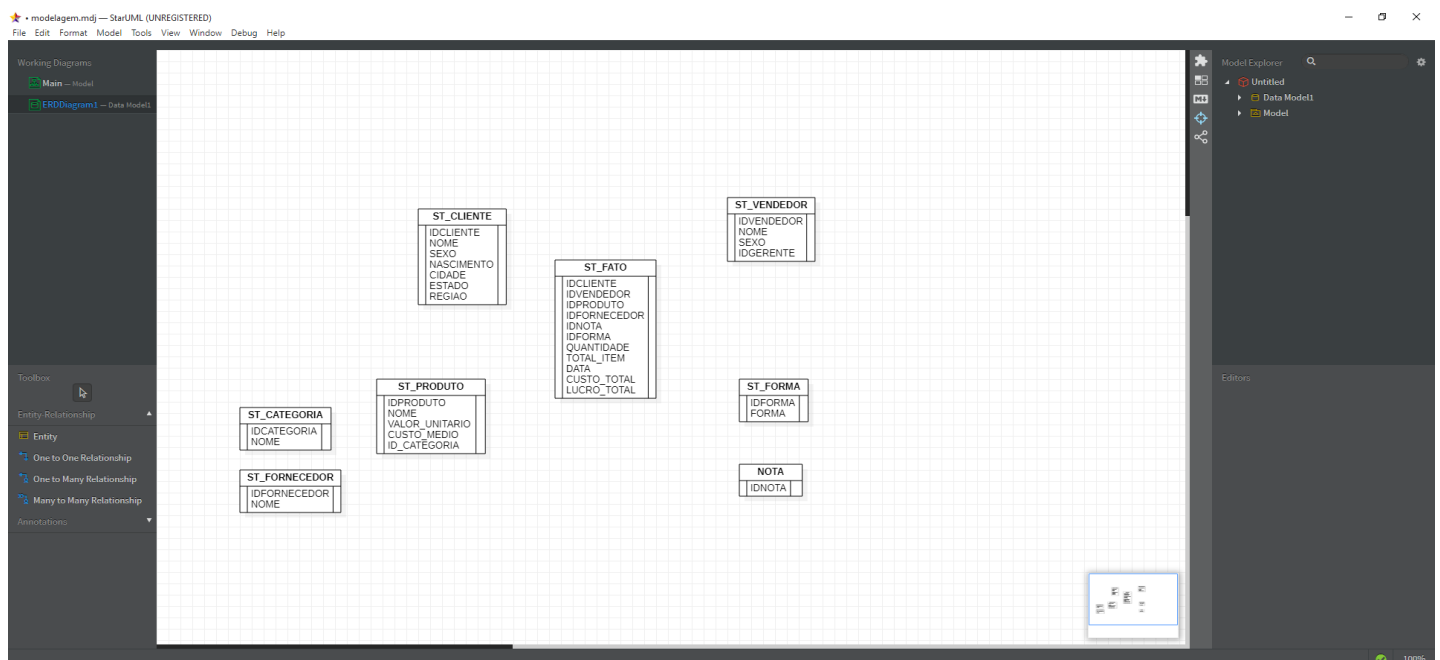 • modelagem.mdj — StarUML (UNREGISTERED)
File Edit Format Model Tools View Window Debug Help
Working Diagrams
Main — Model
ERDDiagram1 — Data Model1
Toolbox
Entity-Relationship
Entity
One to One Relationship
One to Many Relationship
Many to Many Relationship
Annotations
ST_CLIENTE
IDCLIENTE
NOME
SEXO
NASCIMENTO
CIDADE
ESTADO
REGIAO
ST_FATO
IDCLIENTE
IDVENDEDOR
IDPRODUTO
IDFORNECEDOR
IDNOTA
IDFORMA
QUANTIDADE
TOTAL_ITEM
DATA
CUSTO_TOTAL
LUCRO_TOTAL
ST_VENDEDOR
IDVENDEDOR
NOME
SEXO
IDGERENTE
ST_CATEGORIA
IDCATEGORIA
NOME
ST_PRODUTO
IDPRODUTO
NOME
VALOR_UNITARIO
CUSTO_MEDIO
ID_CATEGORIA
ST_FORNECEDOR
IDFORNECEDOR
NOME
ST_FORMA
IDFORMA
FORMA
NOTA
IDNOTA
Model Explorer
Untitled
Data Model1
Model
Editors
100%